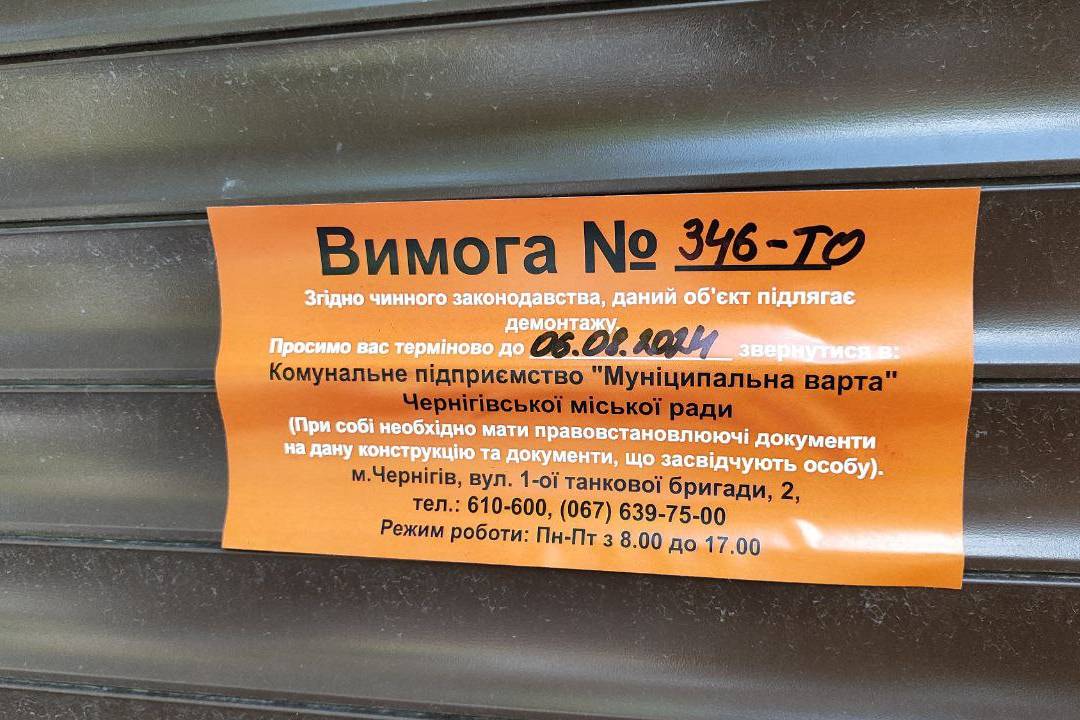 Вимога № 346-ТО
Згідно чинного законодавства, даний об'єкт підлягає
демонтажу.
Просимо вас терміново до 06.08.2024 звернутися в:
Комунальне підприємство "Муніципальна варта"
Чернігівської міської ради
(При собі необхідно мати правовстановлюючі документи
на дану конструкцію та документи, що засвідчують особу).
м.Чернігів, вул. 1-ої танкової бригади, 2,
тел.: 610-600, (067) 639-75-00
Режим роботи: Пн-Пт з 8.00 до 17.00